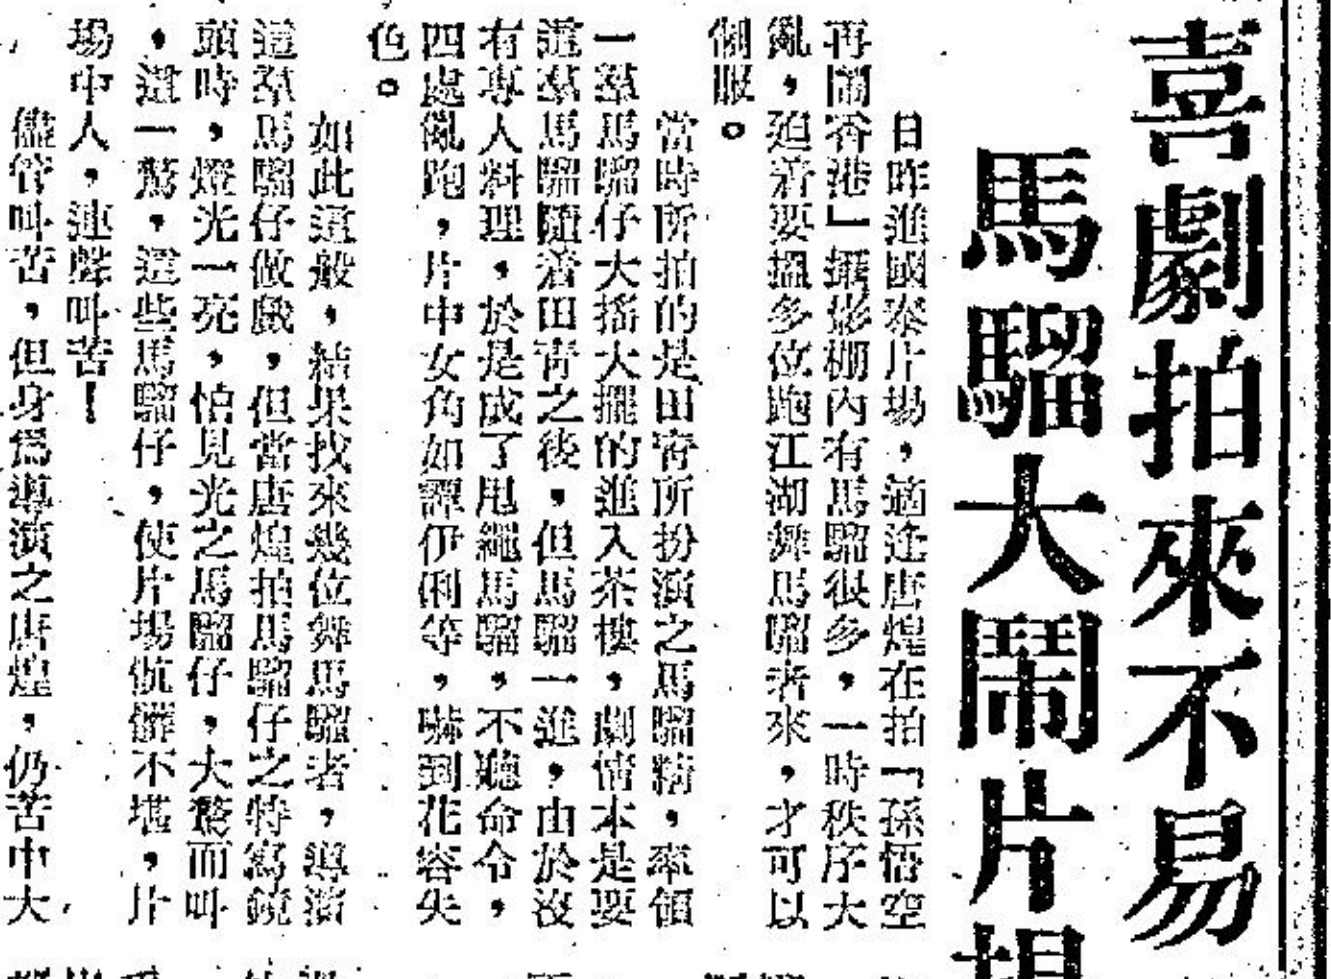 喜劇拍來不易
馬騮大鬧片場
日昨進國泰片場，適逢唐煌在拍「孫悟空
再鬧香港」攝影棚內有馬騮很多，一時秩序大
亂，迫着要搵多位跑江湖舞馬騮者來，才可以
制服。
當時所拍的是田青所扮演之馬騮精，率領
一羣馬騮仔大搖大擺的進入茶樓，劇情本是要
這羣馬騮隨着田青之後，但馬騮一進，由於沒
有專人料理，於是成了甩繩馬騮，不聽命令，
四處亂跑，片中女角如譚伊俐等，嚇到花容失
色。
如此這般，結果找來幾位舞馬騮者，導演
這羣馬騮仔做戲，但當唐煌拍馬騮仔之特寫鏡
頭時，燈光一亮，怕見光之馬騮仔，大驚而叫
，這一驚，這些馬騮仔，使片場骯髒不堪，片
場中人，連聲叫苦！
儘管叫苦，但身爲導演之唐煌，仍苦中大